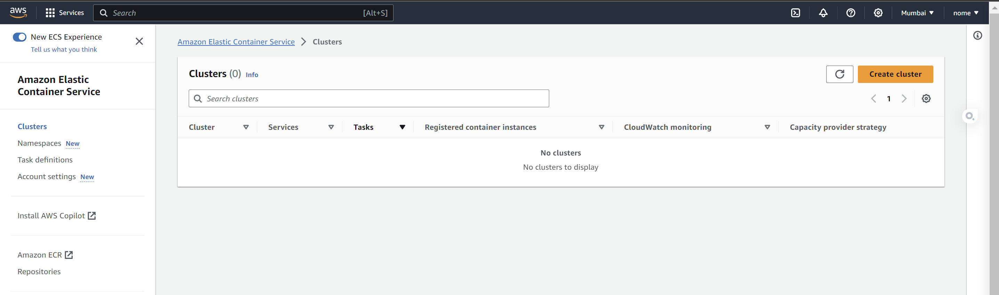 aws
Services
Search [Alt+S]
Mumbai
nome
New ECS Experience
Tell us what you think
Amazon Elastic
Container Service
Clusters
Namespaces New
Task definitions
Account settings New
Install AWS Copilot
Amazon ECR
Repositories
Amazon Elastic Container Service > Clusters
Clusters (0) Info
Create cluster
Search clusters
1
Cluster Services Tasks Registered container instances CloudWatch monitoring Capacity provider strategy
No clusters
No clusters to display